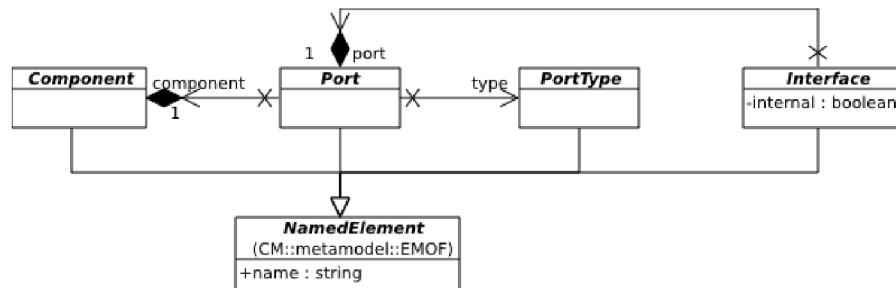 1 port
Component component Port type PortType Interface
1 -internal : boolean
NamedElement
(CM::metamodel::EMOF)
+name : string